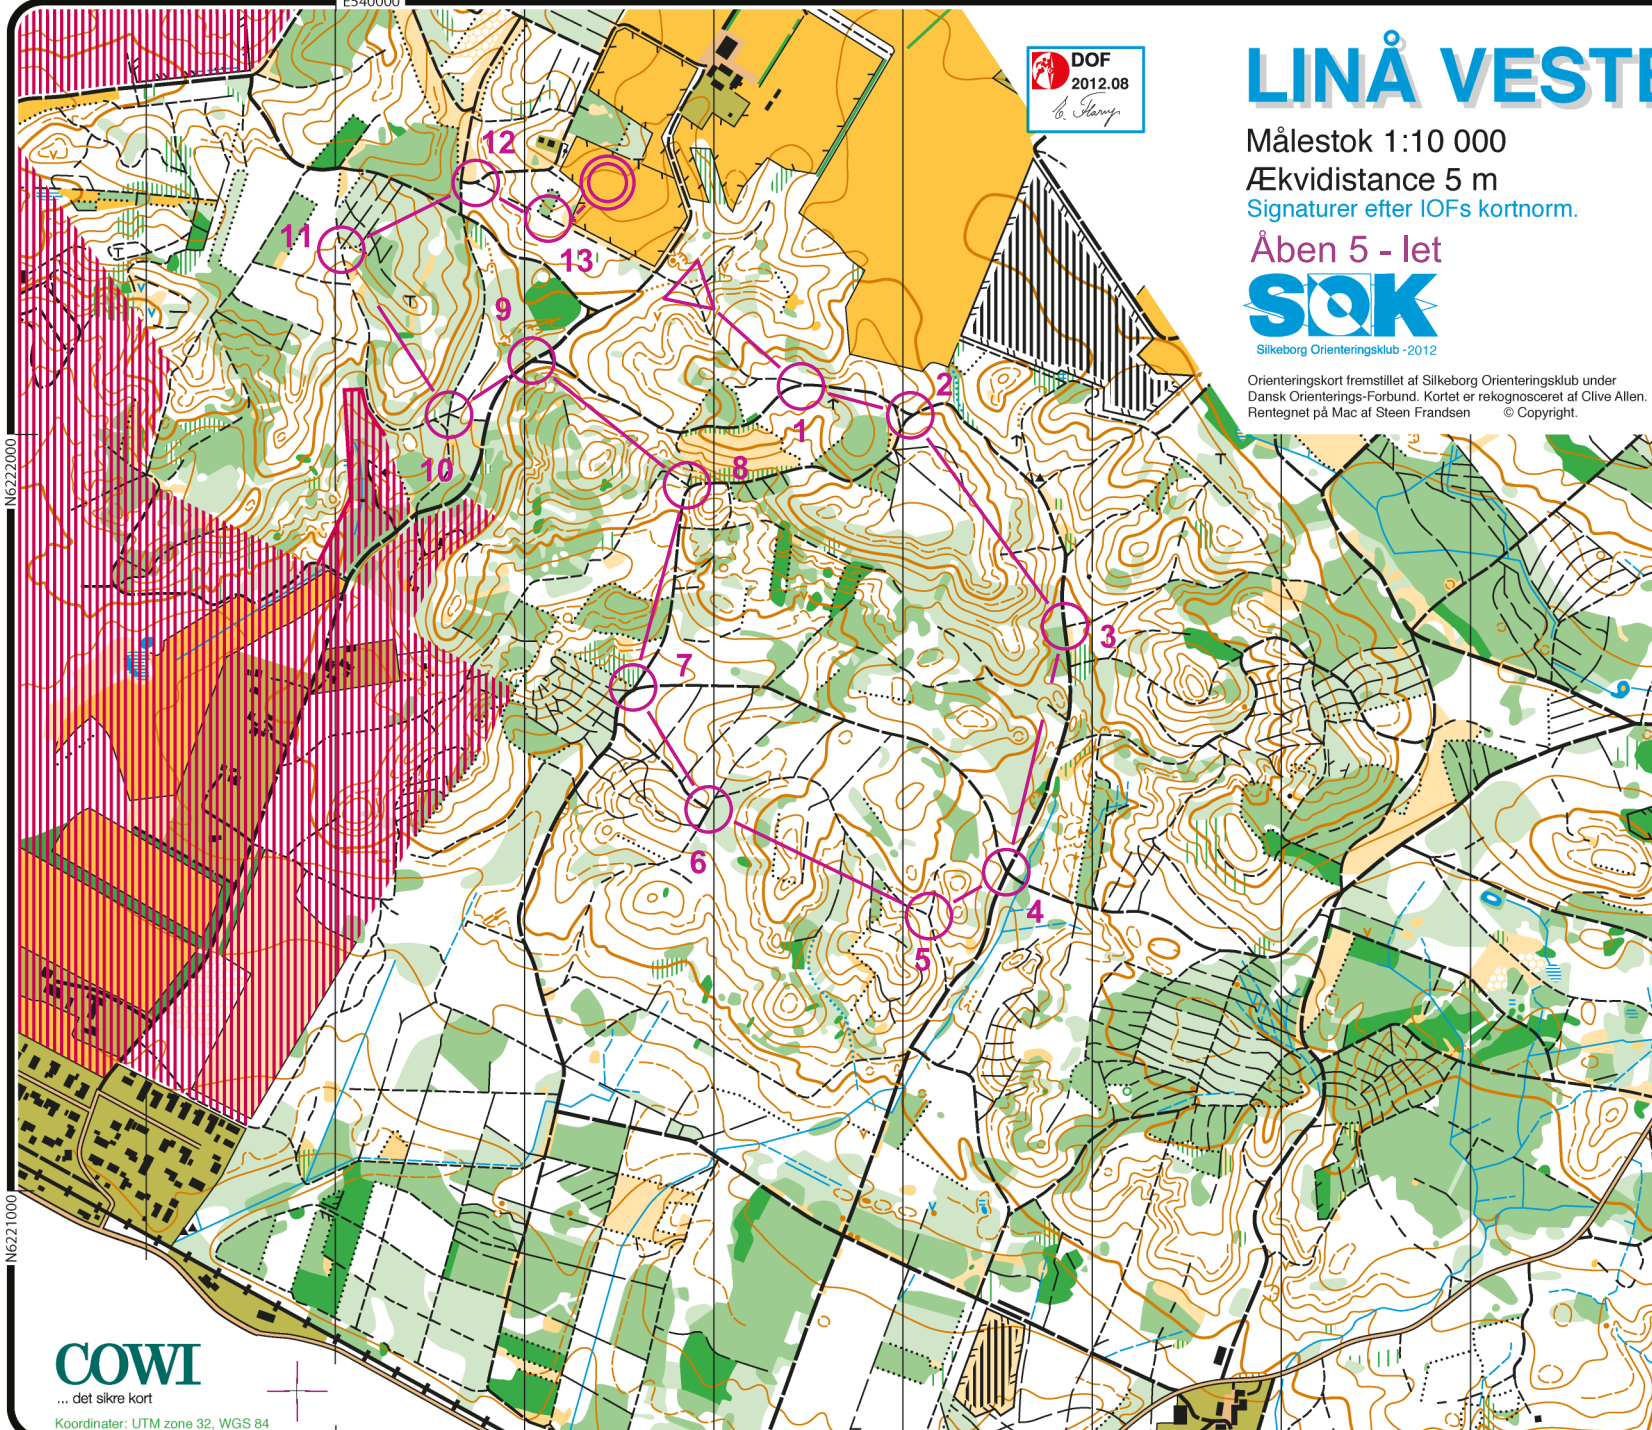 E540000
DOF
2012.08
LINÅ VESTE
Målestok 1:10 000
Ækvidistance 5 m
Signaturer efter IOFs kortnorm.
Åben 5 - let
SOK
Silkeborg Orienteringsklub -2012
Orienteringskort fremstillet af Silkeborg Orienteringsklub under
Dansk Orienterings-Forbund. Kortet er rekognosceret af Clive Allen.
Rentegnet på Mac af Steen Frandsen © Copyright.
12
11
13
9
2
1
N6222000
10
8
3
7
6
4
5
N6221000
COWI
... det sikre kort
Koordinater: UTM zone 32, WGS 84